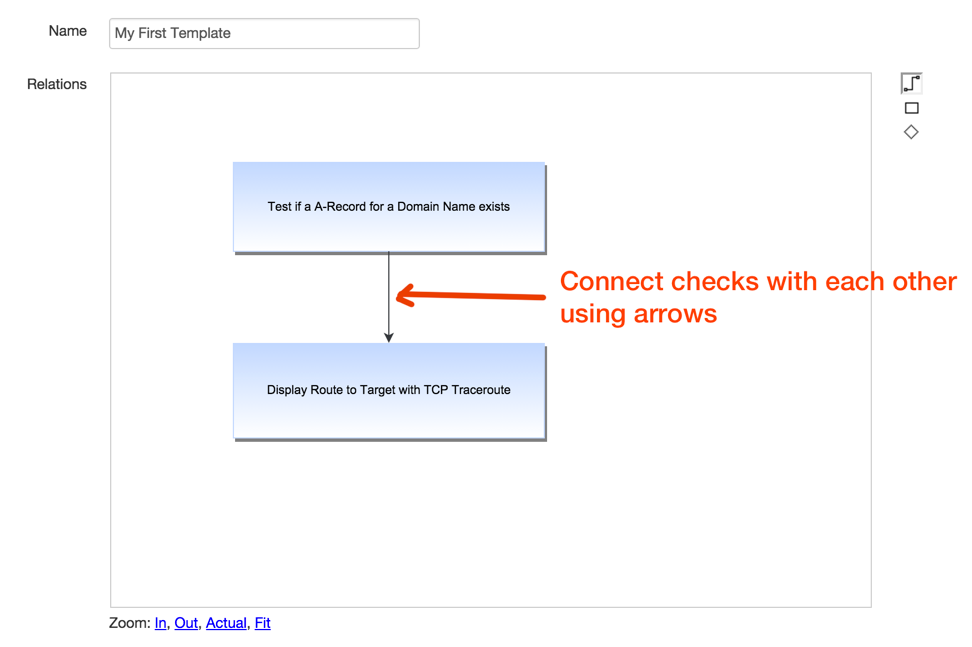 Name
My First Template
Relations
Test if a A-Record for a Domain Name exists
Connect checks with each other
using arrows
Display Route to Target with TCP Traceroute
Zoom: In, Out, Actual, Fit